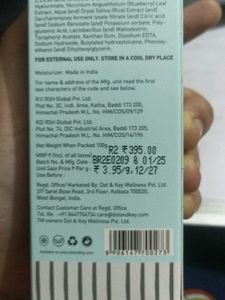 hyaluronate, Vaccinium Angustifolium (Blueberry) Leaf
Extract, Aqua (and) Oryza Sativa (Rice) Extract (and)
Saccharomyces ferment lysate filtrates (and) Citric acid
(and) Sodium Benzoate (and) Potassium sorbate, Poly-
glutamic Acid, Lactobacillus (and) Maltodextrin,
Tocopheryl Acetate, Xanthan Gum, Disodium EDTA,
Sodium Hydroxide, Butylated hydroxytoluene, Phenoxy-
ethanol (and) Ethylhexylglycerin.
FOR EXTERNAL USE ONLY. STORE IN A COOL DRY PLACE
Moisturizer. Made in India
For name & address of the Mfg, unit, read the first
two characters of the code and see below.
R1) RSH Global Pvt. Ltd.
Plot No. 3C, Indl. Area, Katha, Baddi 173 205,
Himachal Pradesh M.L. No: HIM/COS/09/129
R2) RSH Global Pvt. Ltd.
Plot No. 74, DIC Industrial Area, Baddi 173 205,
Himachal Pradesh M.L. No: HIM/COS/14/196
Net Weight When Packed 100g
MRP ₹ (Incl. of all taxes) R2 ₹395.00
Batch No. & Mfg. Date : BR2E0209 & 01/25
Unit Sale Price ₹ Per g
& ₹ 3.95/g,12/27
Regd. Office/ Marketed By: Dot & Key Wellness Pvt. Ltd.
2/7 Sarat Bose Road, 3rd Floor, Kolkata 700020,
West Bengal, India.
Contact Customer Care at Regd. Office
Tel. No.: +91 8447704734 care@dotandkey.com
TM owners Dot & Key Wellness Pvt. Ltd.
8 906147 700273